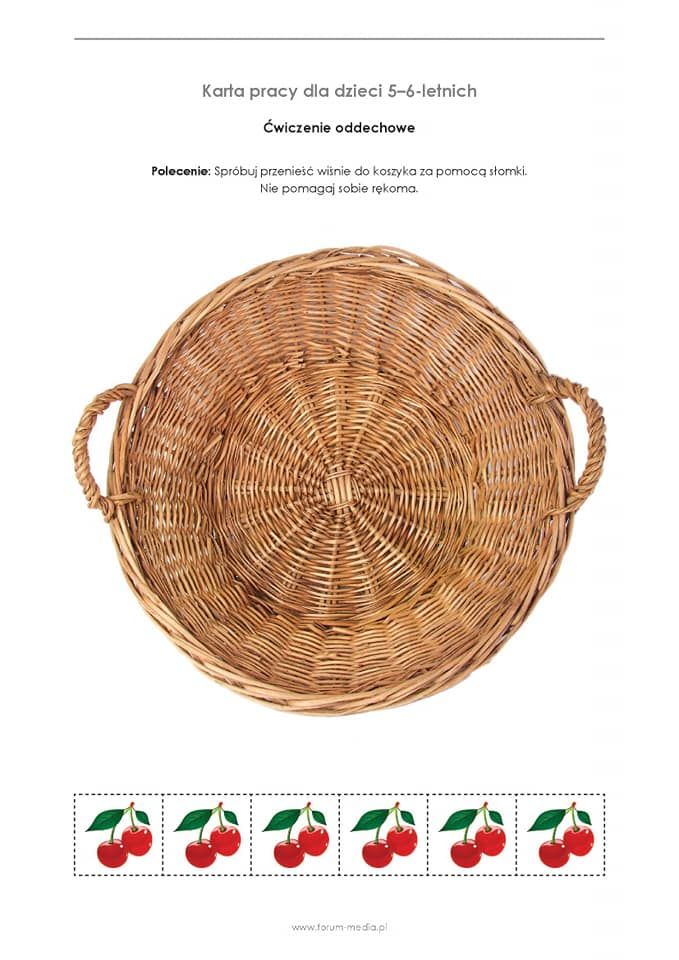 Karta pracy dla dzieci 5–6-letnich
Ćwiczenie oddechowe
Polecenie: Spróbuj przenieść wiśnie do koszyka za pomocą słomki.
Nie pomagaj sobie rękoma.
www.forum-media.pl